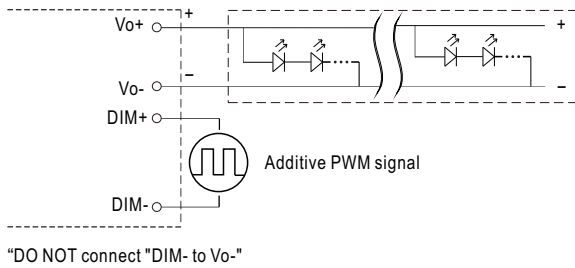 Vo+ + +
Vo- – –
DIM+
Additive PWM signal
DIM-
“DO NOT connect "DIM- to Vo-"